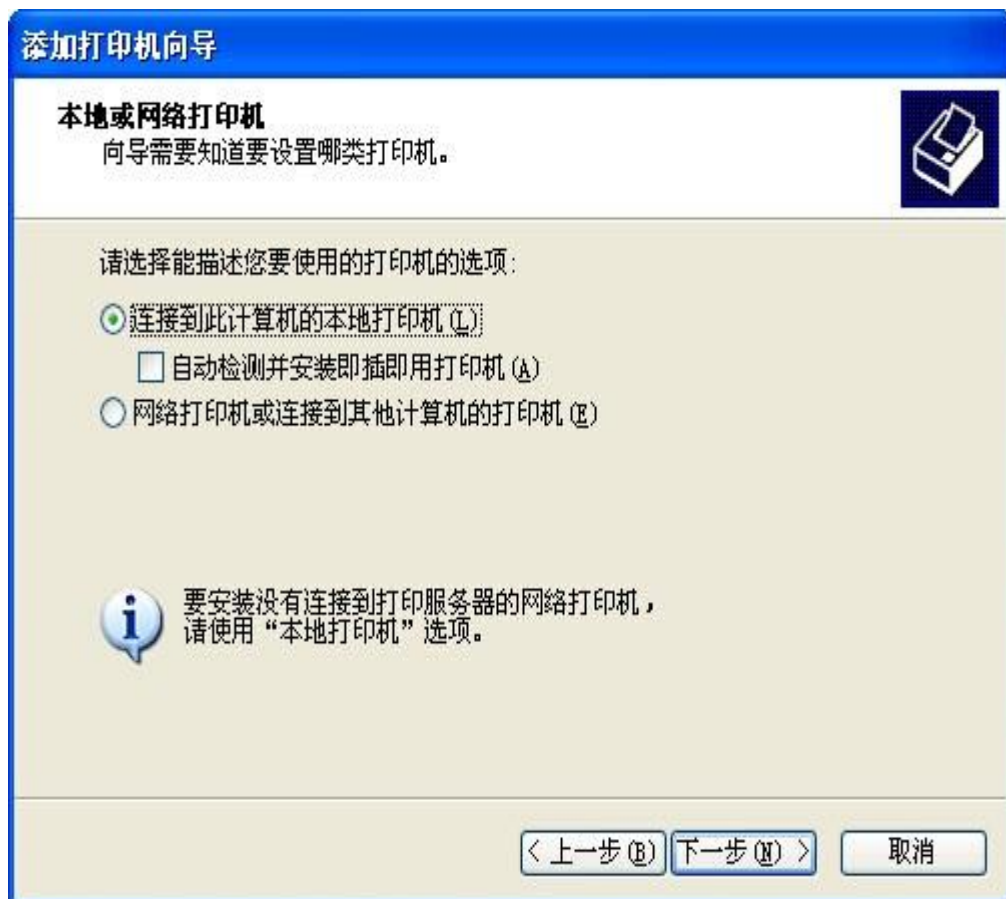 添加打印机向导
本地或网络打印机
向导需要知道要设置哪类打印机。
请选择能描述您要使用的打印机的选项:
连接到此计算机的本地打印机(L)
自动检测并安装即插即用打印机(A)
网络打印机或连接到其他计算机的打印机(E)
要安装没有连接到打印服务器的网络打印机，
请使用“本地打印机”选项。
< 上一步(B) 下一步(N) > 取消